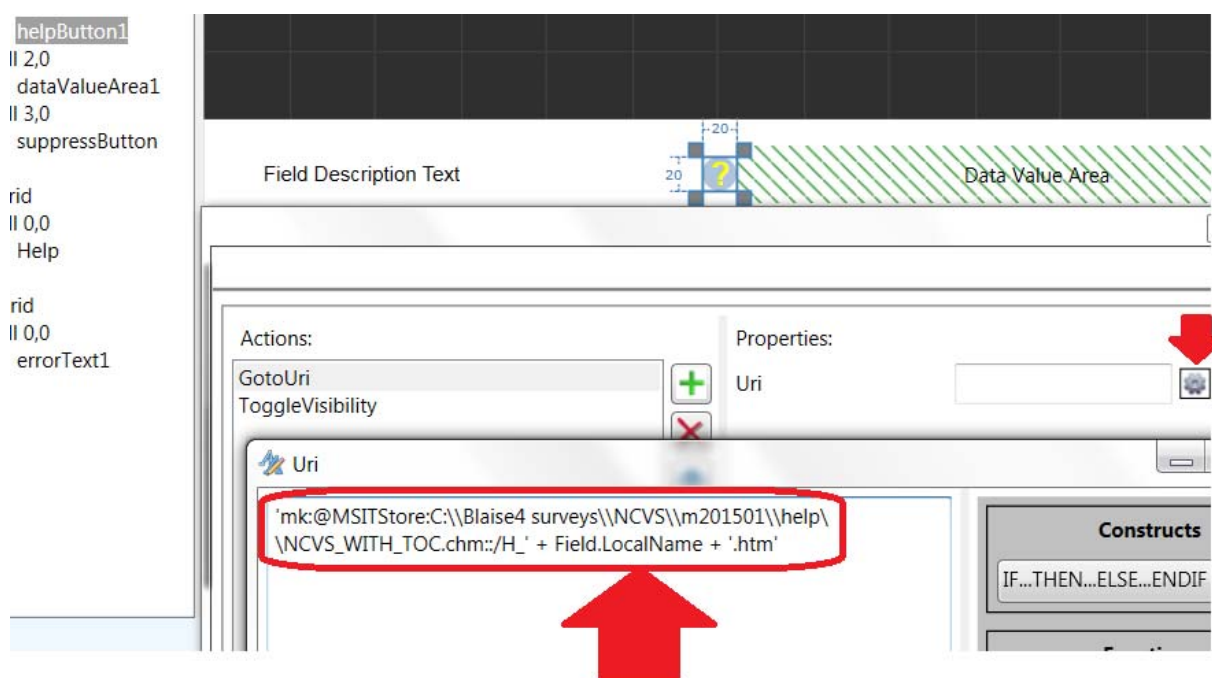 helpButton1
ll 2,0
dataValueArea1
ll 3,0
suppressButton
rid
ll 0,0
Help
rid
ll 0,0
errorText1
20
Field Description Text
20
?
Data Value Area
Actions:
Properties:
GotoUri
ToggleVisibility
Uri
Uri
'mk:@MSITStore:C:\\Blaise4 surveys\\NCVS\\m201501\\help\
\NCVS_WITH_TOC.chm::/H_' + Field.LocalName + '.htm'
Constructs
IF...THEN...ELSE...ENDIF